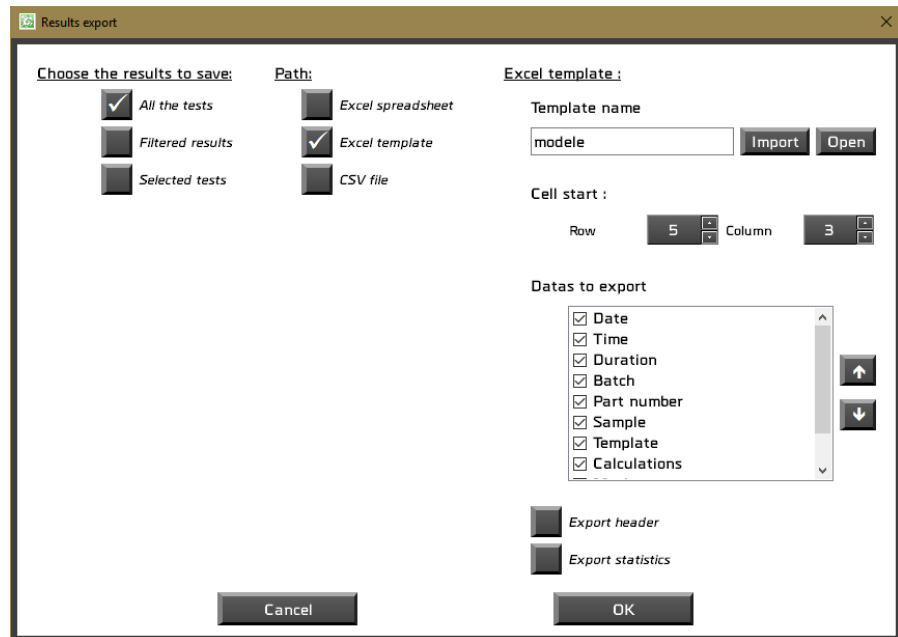 Results export
Choose the results to save:
All the tests
Filtered results
Selected tests
Path:
Excel spreadsheet
Excel template
CSV file
Excel template :
Template name
modele Import Open
Cell start :
Row 5 Column 3
Datas to export
Date
Time
Duration
Batch
Part number
Sample
Template
Calculations
Export header
Export statistics
Cancel OK